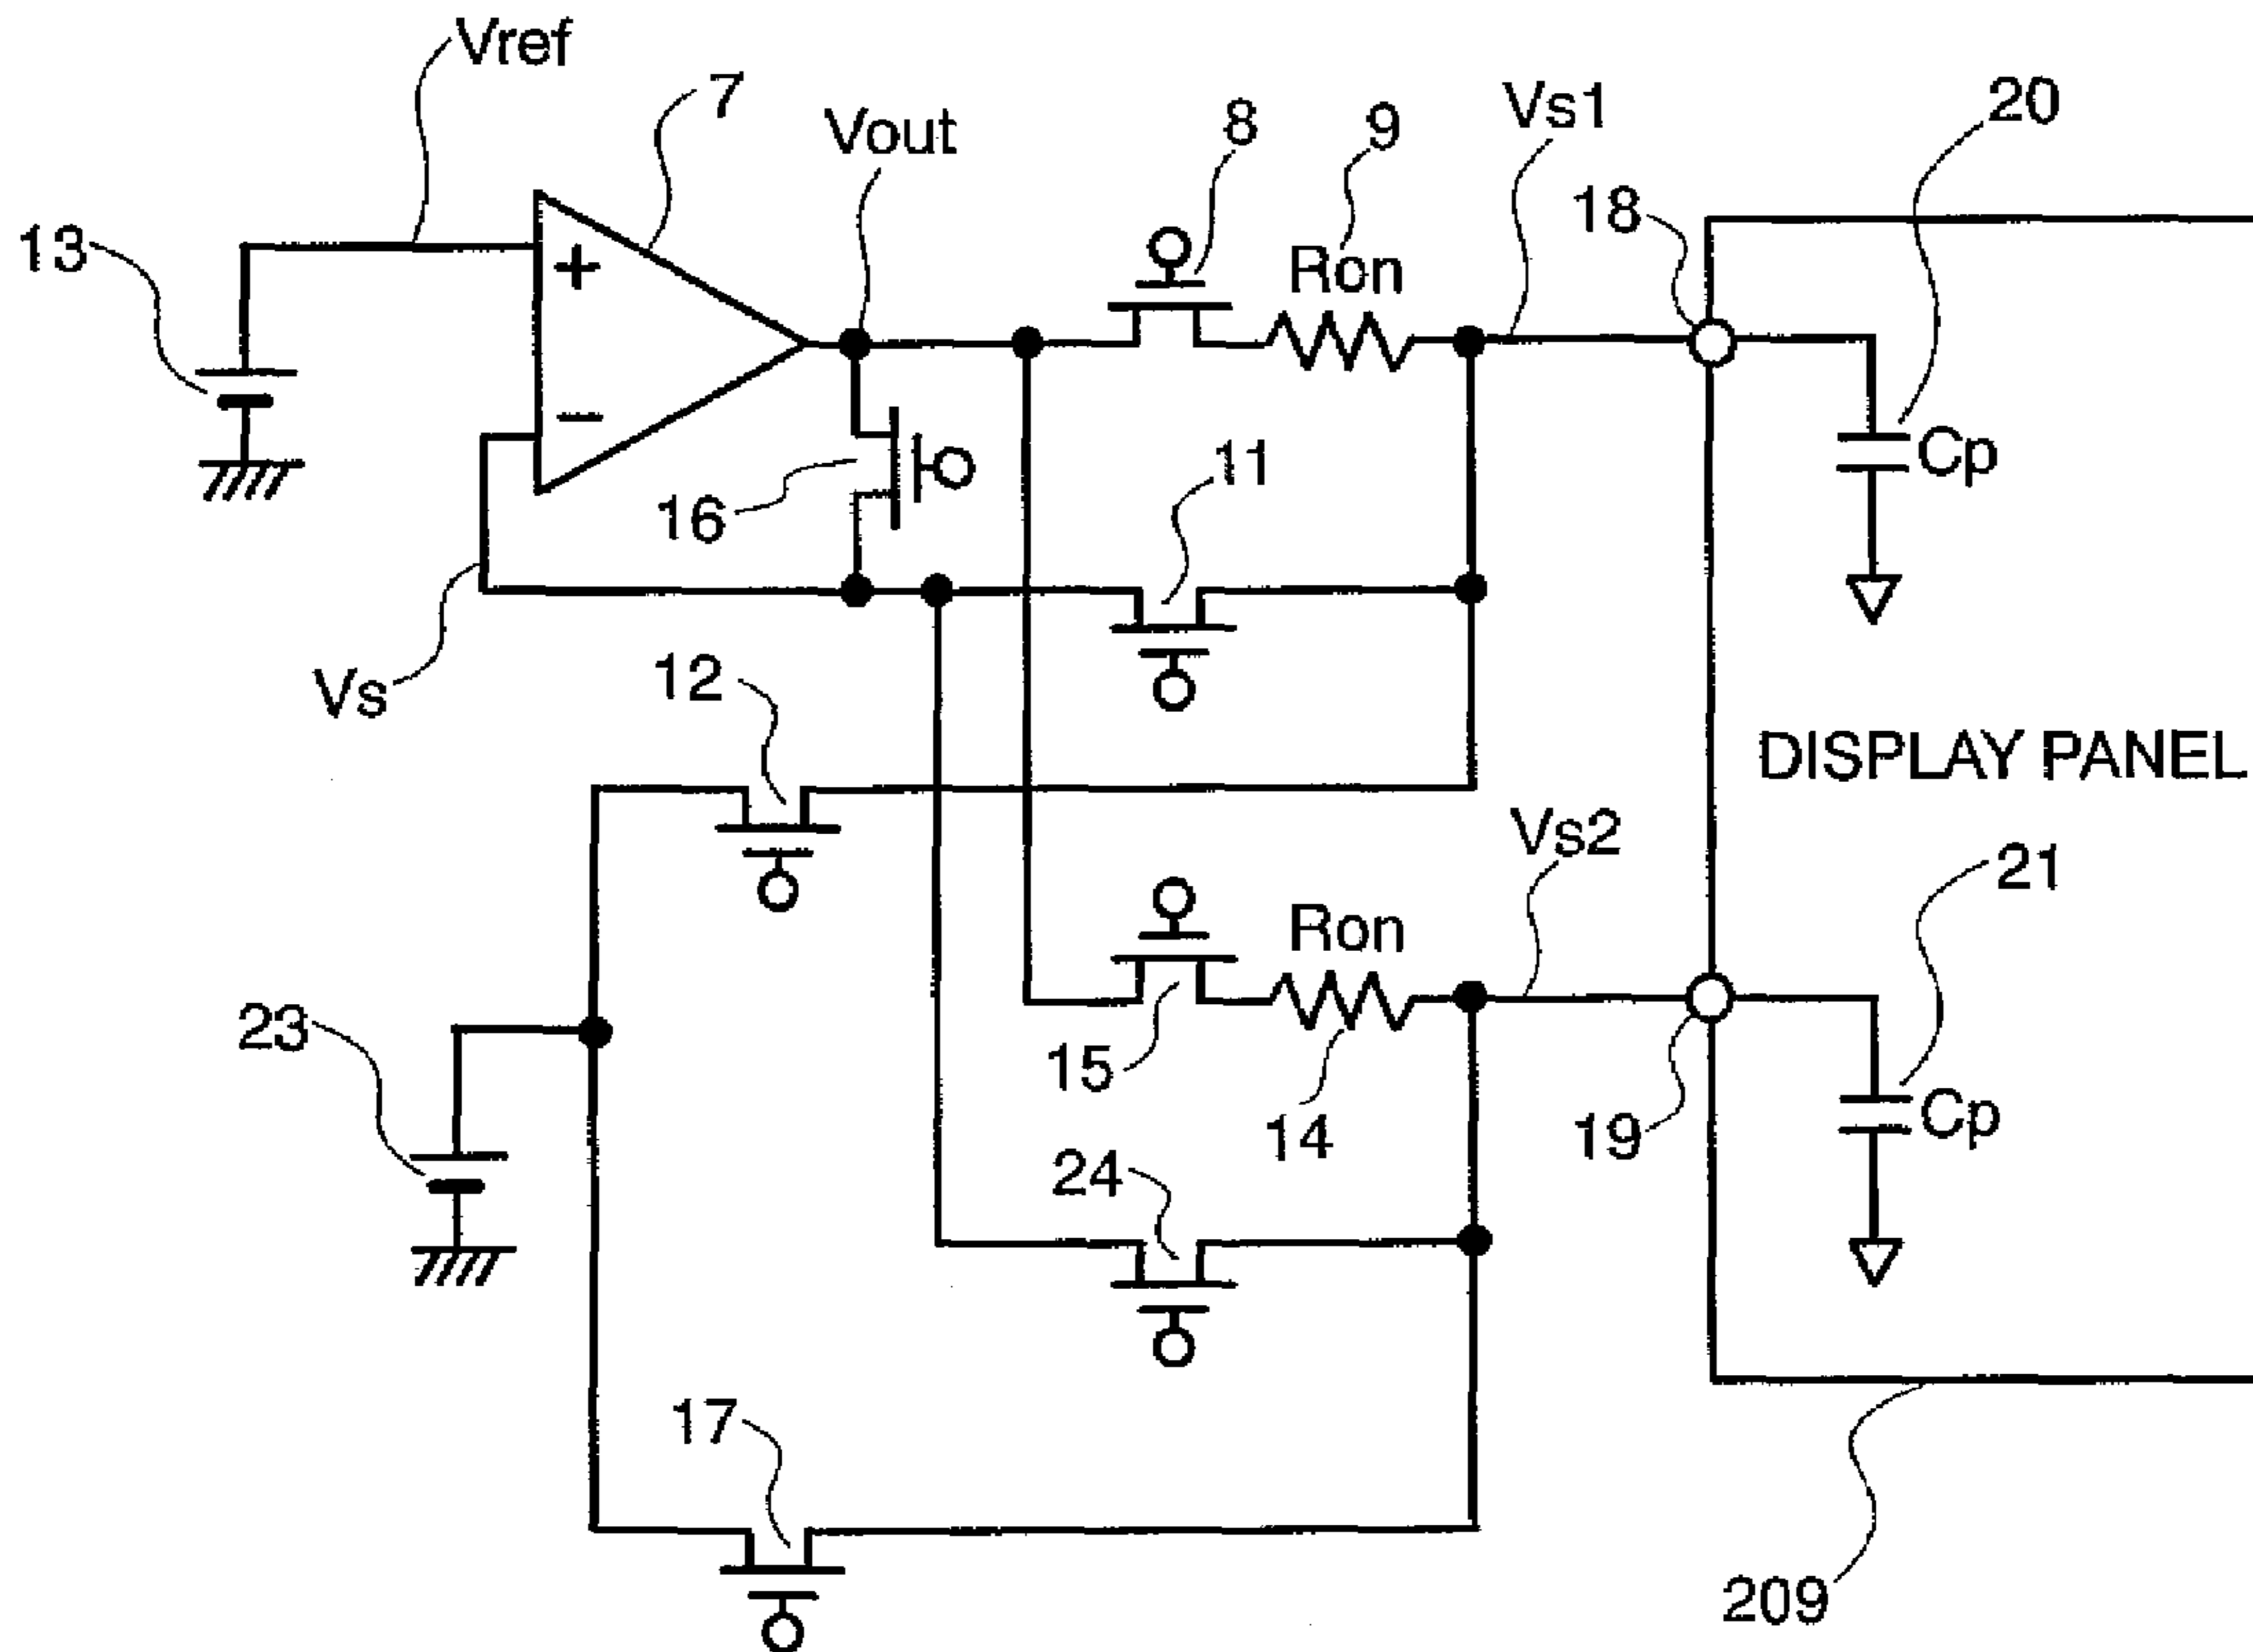 Vref
7
Vout
8
9
Vs1
20
13
18
Ron
+
−
11
Cp
16
Vs
12
DISPLAY PANEL
Vs2
21
Ron
23
15
14
19
Cp
24
17
209